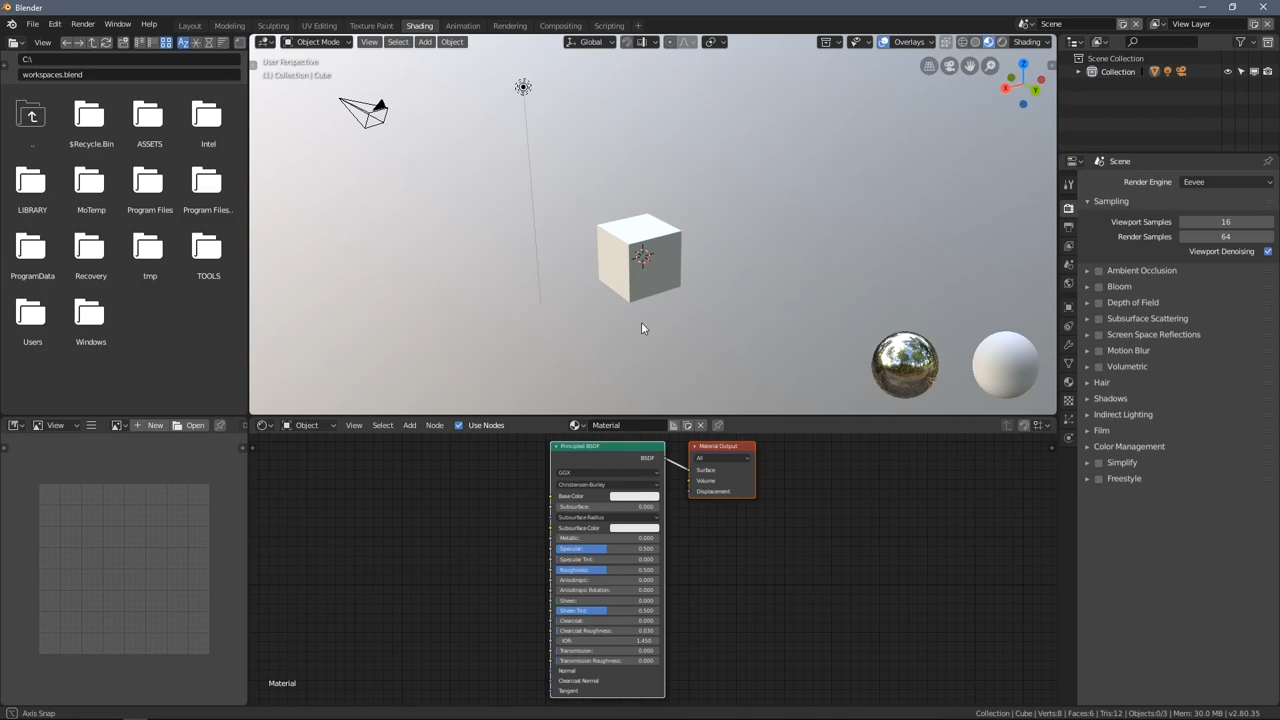 Blender
File Edit Render Window Help Layout Modeling Sculpting UV Editing Texture Paint Shading Animation Rendering Compositing Scripting + Scene View Layer
View
Object Mode View Select Add Object Global Overlays Shading
C:\
workspaces.blend
User Perspective
(1) Collection | Cube
Z
X
Y
.. $Recycle.Bin ASSETS Intel
LIBRARY MoTemp Program Files Program Files..
ProgramData Recovery tmp TOOLS
Users Windows
Scene Collection
Collection
Scene
Render Engine Eevee
Sampling
Viewport Samples 16
Render Samples 64
Viewport Denoising
Ambient Occlusion
Bloom
Depth of Field
Subsurface Scattering
Screen Space Reflections
Motion Blur
Volumetric
Hair
Shadows
Indirect Lighting
Film
Color Management
Simplify
Freestyle
View New Open
Object View Select Add Node Use Nodes Material
Principled BSDF
BSDF
GGX
Christensen-Burley
Base Color
Subsurface: 0.000
Subsurface Radius
Subsurface Color
Metallic: 0.000
Specular: 0.500
Specular Tint: 0.000
Roughness: 0.500
Anisotropic: 0.000
Anisotropic Rotation: 0.000
Sheen: 0.000
Sheen Tint: 0.500
Clearcoat: 0.000
Clearcoat Roughness: 0.030
IOR: 1.450
Transmission: 0.000
Transmission Roughness: 0.000
Normal
Clearcoat Normal
Tangent
Material Output
All
Surface
Volume
Displacement
Material
Axis Snap
Collection | Cube | Verts:8 | Faces:6 | Tris:12 | Objects:0/3 | Mem: 30.0 MB | v2.80.35